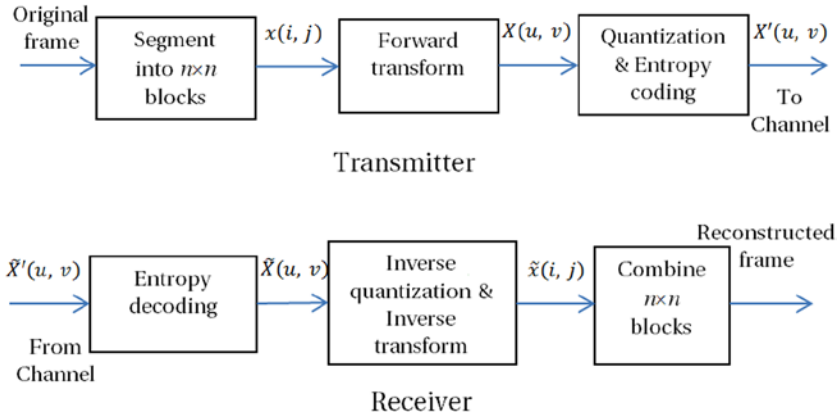 Original
frame
Segment
into n×n
blocks
x(i, j)
Forward
transform
X(u, v)
Quantization
& Entropy
coding
X′(u, v)
To
Channel
Transmitter
X̃′(u, v)
From
Channel
Entropy
decoding
X̃(u, v)
Inverse
quantization &
Inverse
transform
x̃(i, j)
Combine
n×n
blocks
Reconstructed
frame
Receiver